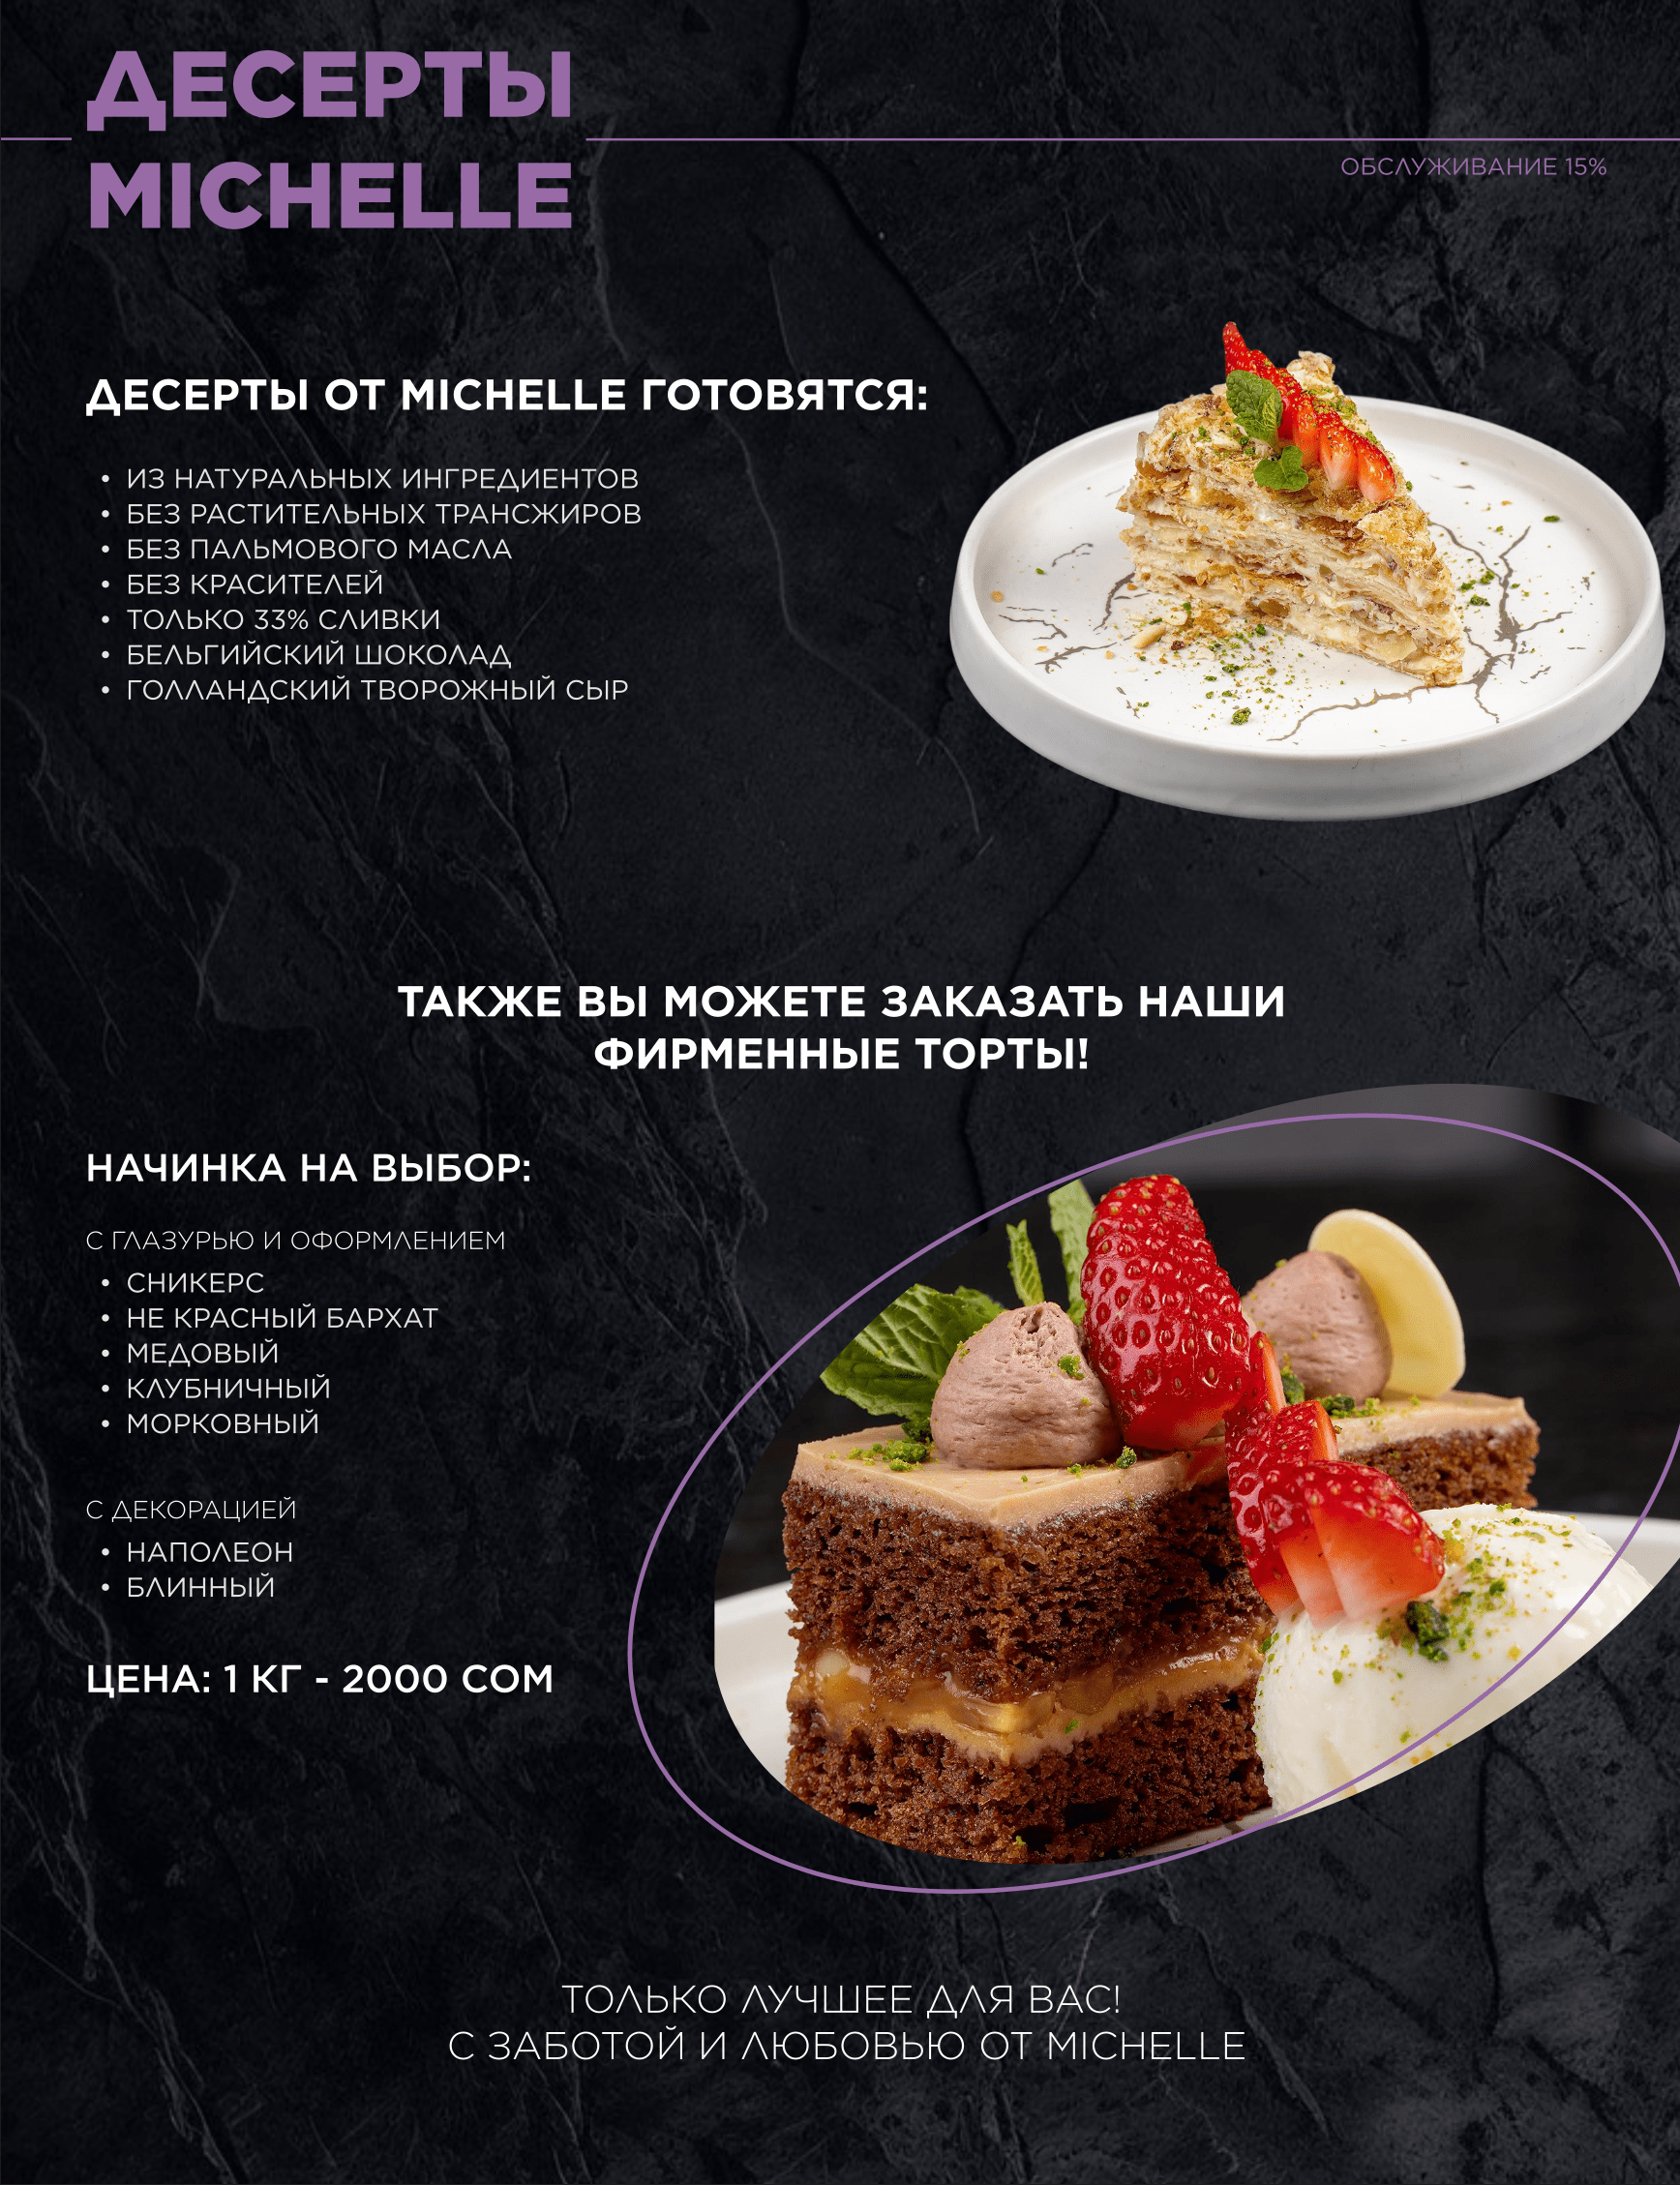 ДЕСЕРТЫ
MICHELLE
ОБСЛУЖИВАНИЕ 15%
ДЕСЕРТЫ ОТ MICHELLE ГОТОВЯТСЯ:
• ИЗ НАТУРАЛЬНЫХ ИНГРЕДИЕНТОВ
• БЕЗ РАСТИТЕЛЬНЫХ ТРАНСЖИРОВ
• БЕЗ ПАЛЬМОВОГО МАСЛА
• БЕЗ КРАСИТЕЛЕЙ
• ТОЛЬКО 33% СЛИВКИ
• БЕЛЬГИЙСКИЙ ШОКОЛАД
• ГОЛЛАНДСКИЙ ТВОРОЖНЫЙ СЫР
ТАКЖЕ ВЫ МОЖЕТЕ ЗАКАЗАТЬ НАШИ
ФИРМЕННЫЕ ТОРТЫ!
НАЧИНКА НА ВЫБОР:
С ГЛАЗУРЬЮ И ОФОРМЛЕНИЕМ
• СНИКЕРС
• НЕ КРАСНЫЙ БАРХАТ
• МЕДОВЫЙ
• КЛУБНИЧНЫЙ
• МОРКОВНЫЙ
С ДЕКОРАЦИЕЙ
• НАПОЛЕОН
• БЛИННЫЙ
ЦЕНА: 1 КГ - 2000 СОМ
ТОЛЬКО ЛУЧШЕЕ ДЛЯ ВАС!
С ЗАБОТОЙ И ЛЮБОВЬЮ ОТ MICHELLE